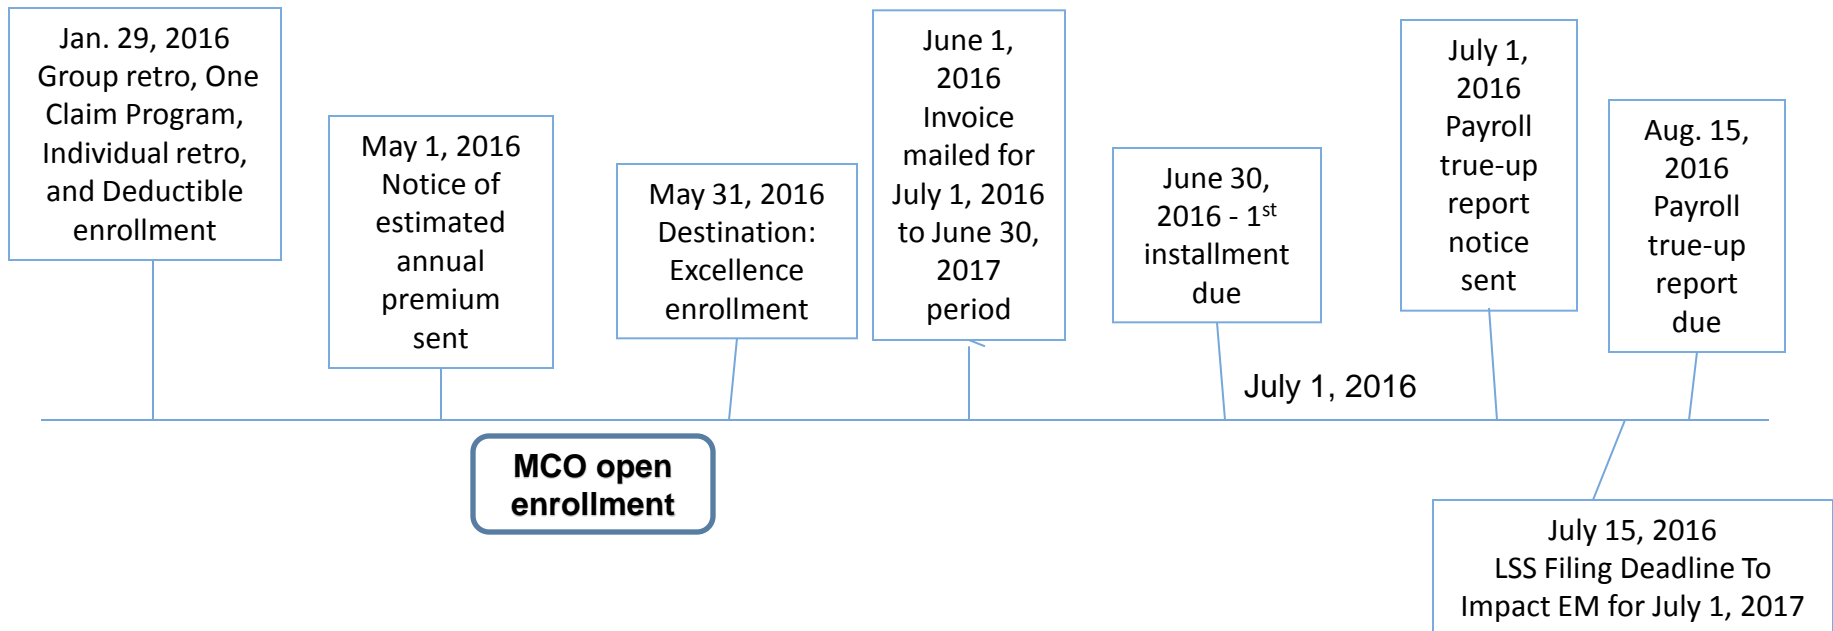 Jan. 29, 2016
Group retro, One
Claim Program,
Individual retro,
and Deductible
enrollment
May 1, 2016
Notice of
estimated
annual
premium
sent
May 31, 2016
Destination:
Excellence
enrollment
June 1,
2016
Invoice
mailed for
July 1, 2016
to June 30,
2017
period
June 30,
2016 - 1st
installment
due
July 1,
2016
Payroll
true-up
report
notice
sent
Aug. 15,
2016
Payroll
true-up
report
due
July 1, 2016
MCO open
enrollment
July 15, 2016
LSS Filing Deadline To
Impact EM for July 1, 2017